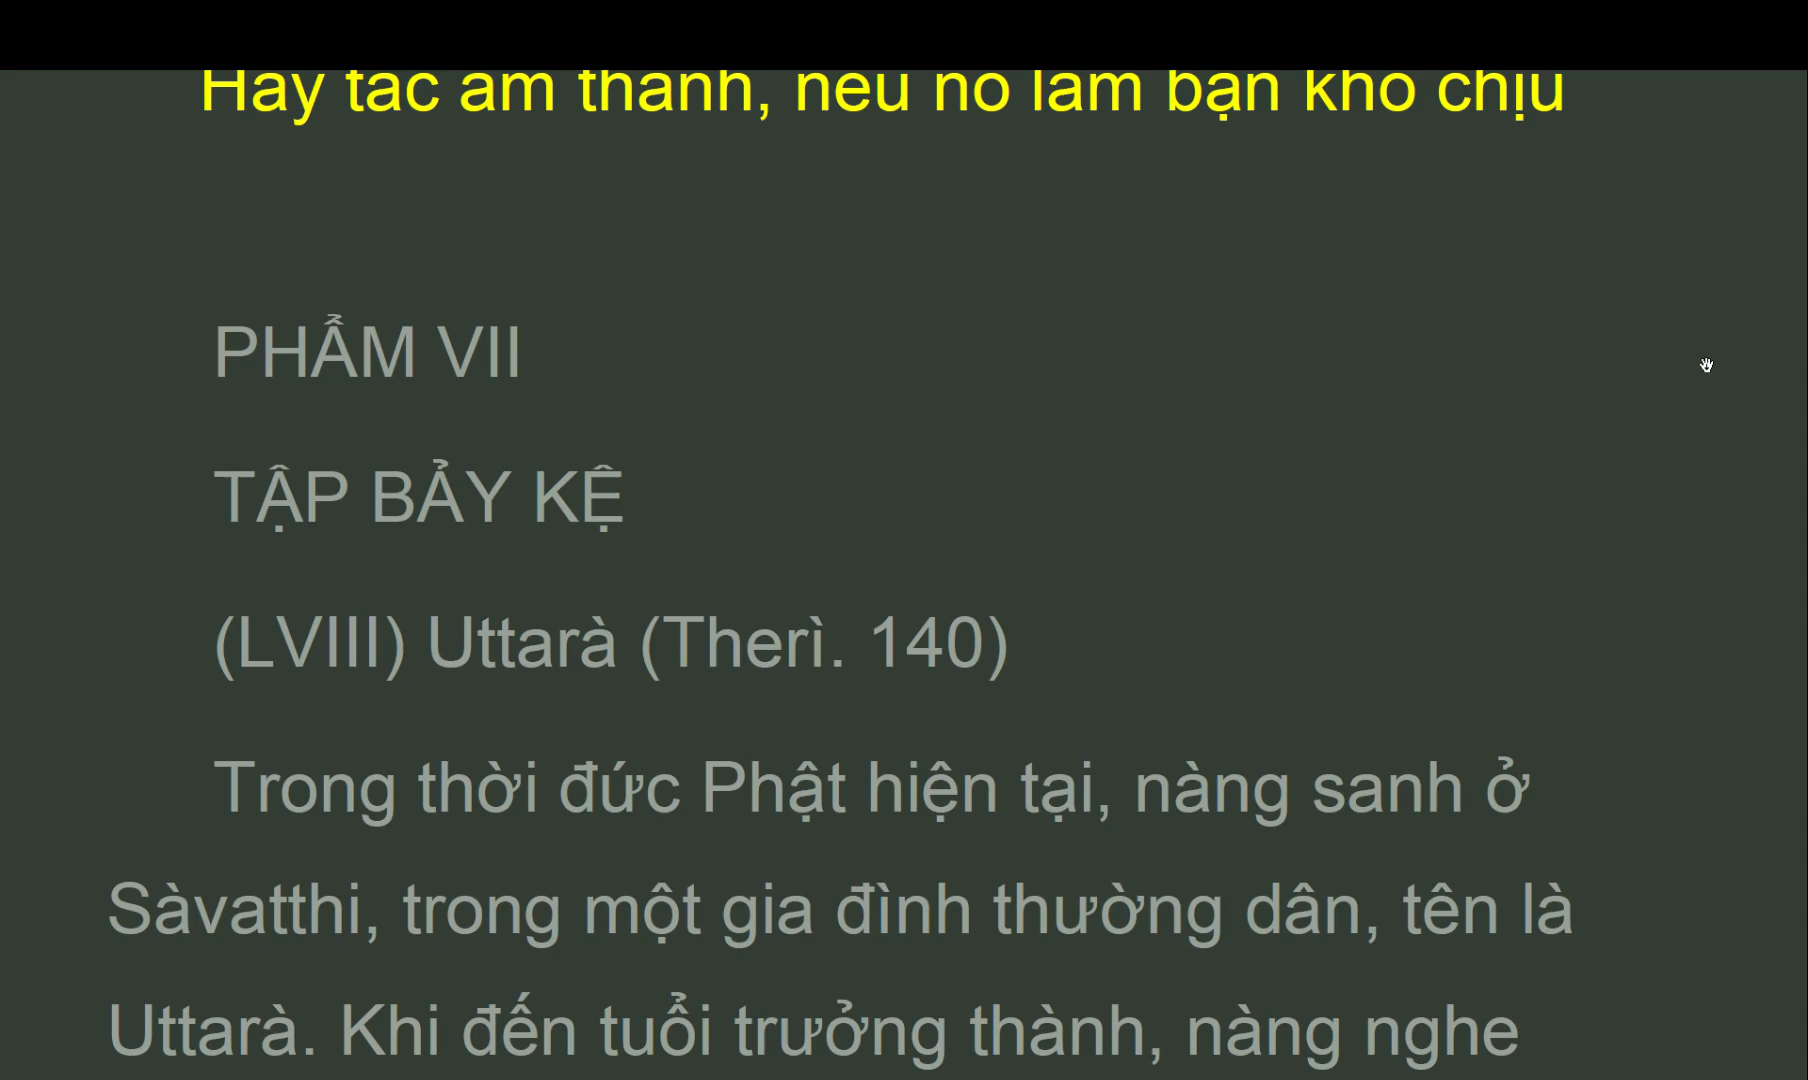 Hãy tắc âm thanh, nếu nó làm bạn khó chịu
PHẨM VII
TẬP BẢY KỆ
(LVIII) Uttarà (Therì. 140)
Trong thời đức Phật hiện tại, nàng sanh ở
Sàvatthi, trong một gia đình thường dân, tên là
Uttarà. Khi đến tuổi trưởng thành, nàng nghe